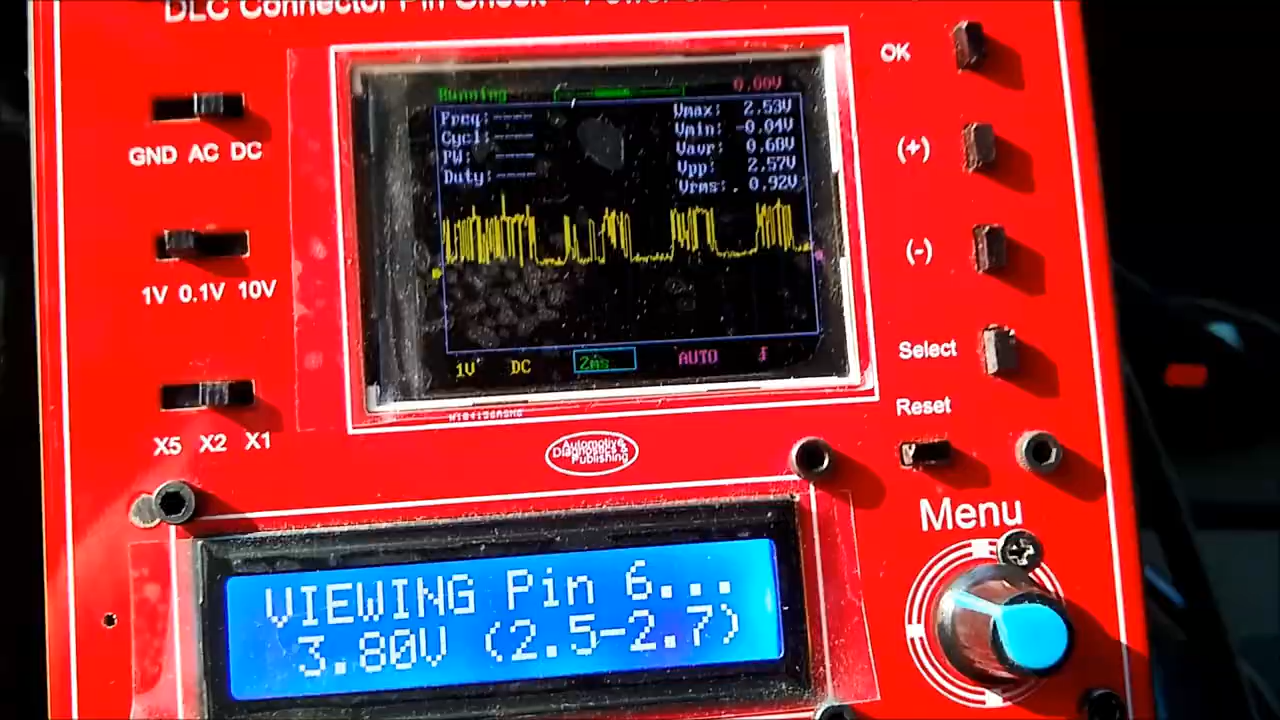 DLC Connector Pin Check
OK
GND AC DC
(+)
(-)
1V 0.1V 10V
Select
Reset
X5 X2 X1
Running
0.00V
Freq:----
Cycl:----
PW: ----
Duty:----
Vmax: 2.53V
Vmin: -0.04V
Vavr: 0.68V
Vpp: 2.57V
Vrms: 0.92V
1V DC 2ms AUTO
Automotive
Diagnostics &
Publishing
Menu
VIEWING Pin 6...
3.80V (2.5-2.7)